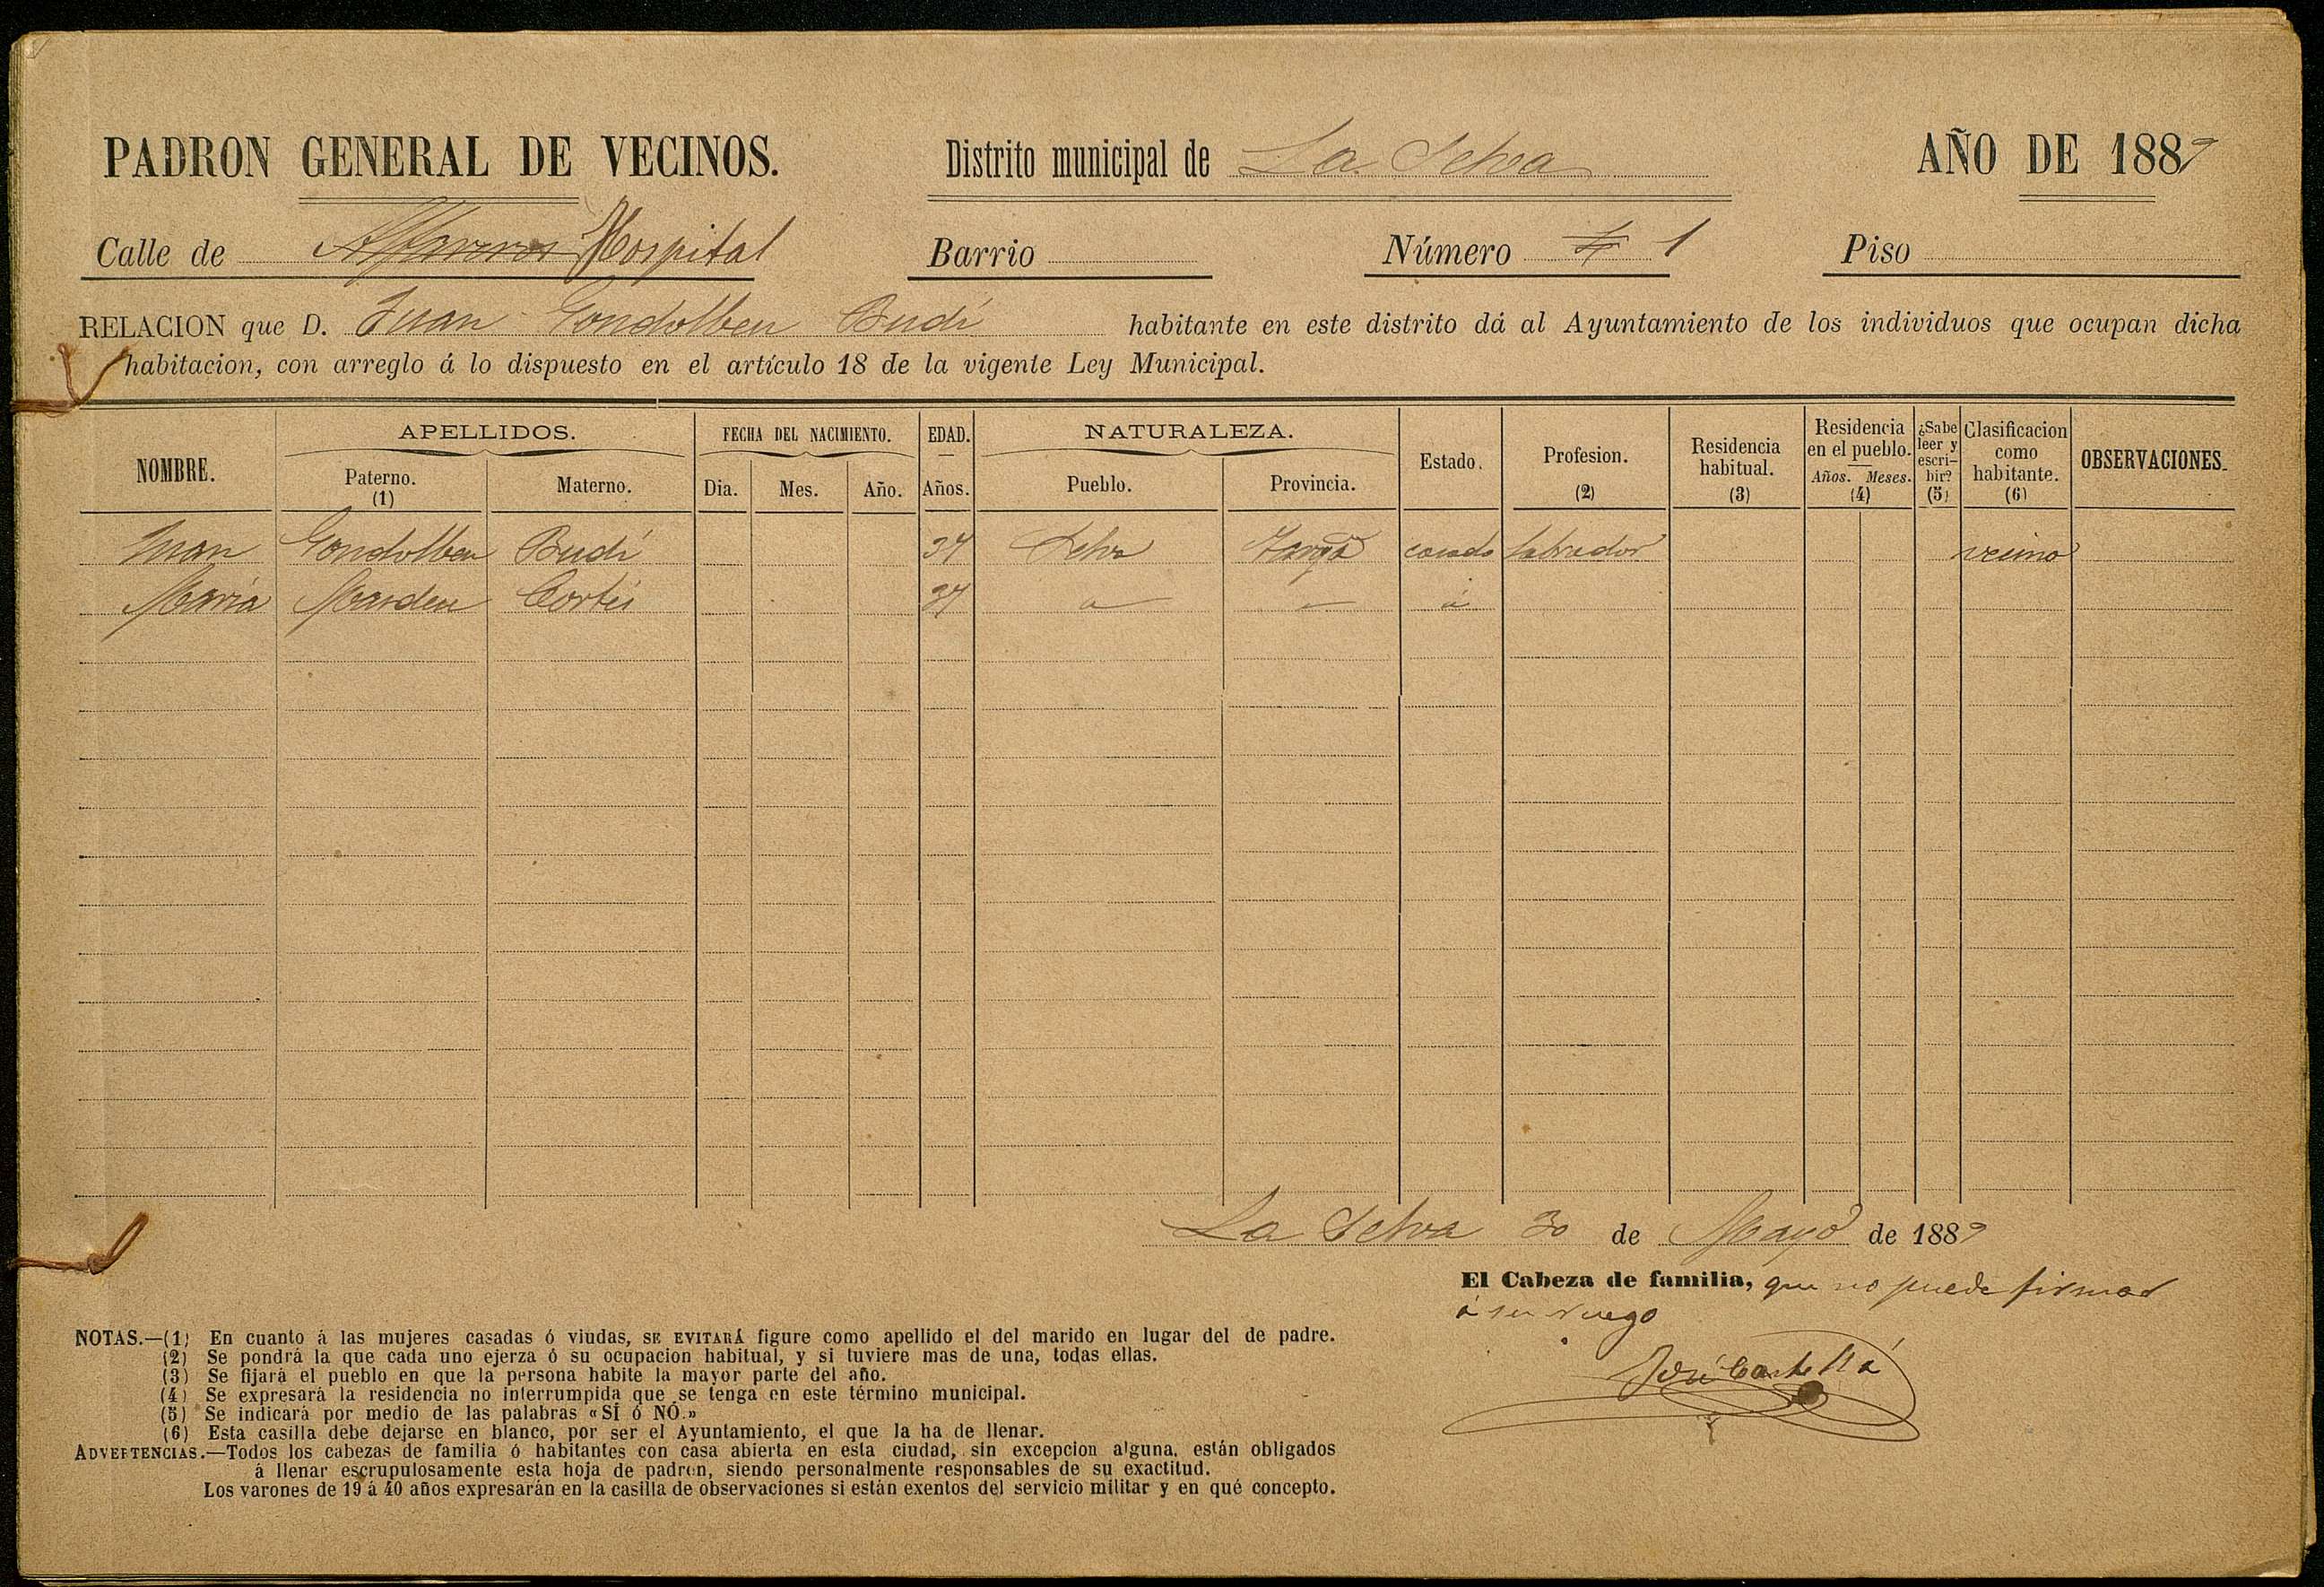 PADRON GENERAL DE VECINOS. Distrito municipal de La Selva AÑO DE 1889
Calle de Hospital Barrio Número 1 Piso
RELACION que D. Juan Gondolbeu Budí habitante en este distrito dá al Ayuntamiento de los individuos que ocupan dicha
habitacion, con arreglo á lo dispuesto en el artículo 18 de la vigente Ley Municipal.
NOMBRE. APELLIDOS. Paterno. (1) Materno. FECHA DEL NACIMIENTO. Dia. Mes. Año. EDAD. Años. NATURALEZA. Pueblo. Provincia. Estado. Profesion. (2) Residencia habitual. (3) Residencia en el pueblo. Años. Meses. (4) ¿Sabe leer y escribir? (5) Clasificacion como habitante. (6) OBSERVACIONES.
Juan Gondolbeu Budí 34 Selva Tarrgª casado labrador vecino
María Masdeu Cortés
La Selva 30 de Mayo de 1889
El Cabeza de familia, que no puede firmar
á su ruego
José Castellá
NOTAS.—(1) En cuanto á las mujeres casadas ó viudas, SE EVITARÁ figure como apellido el del marido en lugar del de padre.
(2) Se pondrá la que cada uno ejerza ó su ocupacion habitual, y si tuviere mas de una, todas ellas.
(3) Se fijará el pueblo en que la persona habite la mayor parte del año.
(4) Se expresará la residencia no interrumpida que se tenga en este término municipal.
(5) Se indicará por medio de las palabras «SÍ ó NÓ.»
(6) Esta casilla debe dejarse en blanco, por ser el Ayuntamiento, el que la ha de llenar.
ADVERTENCIAS.—Todos los cabezas de familia ó habitantes con casa abierta en esta ciudad, sin excepcion alguna, están obligados
á llenar escrupulosamente esta hoja de padron, siendo personalmente responsables de su exactitud.
Los varones de 19 á 40 años expresarán en la casilla de observaciones si están exentos del servicio militar y en qué concepto.